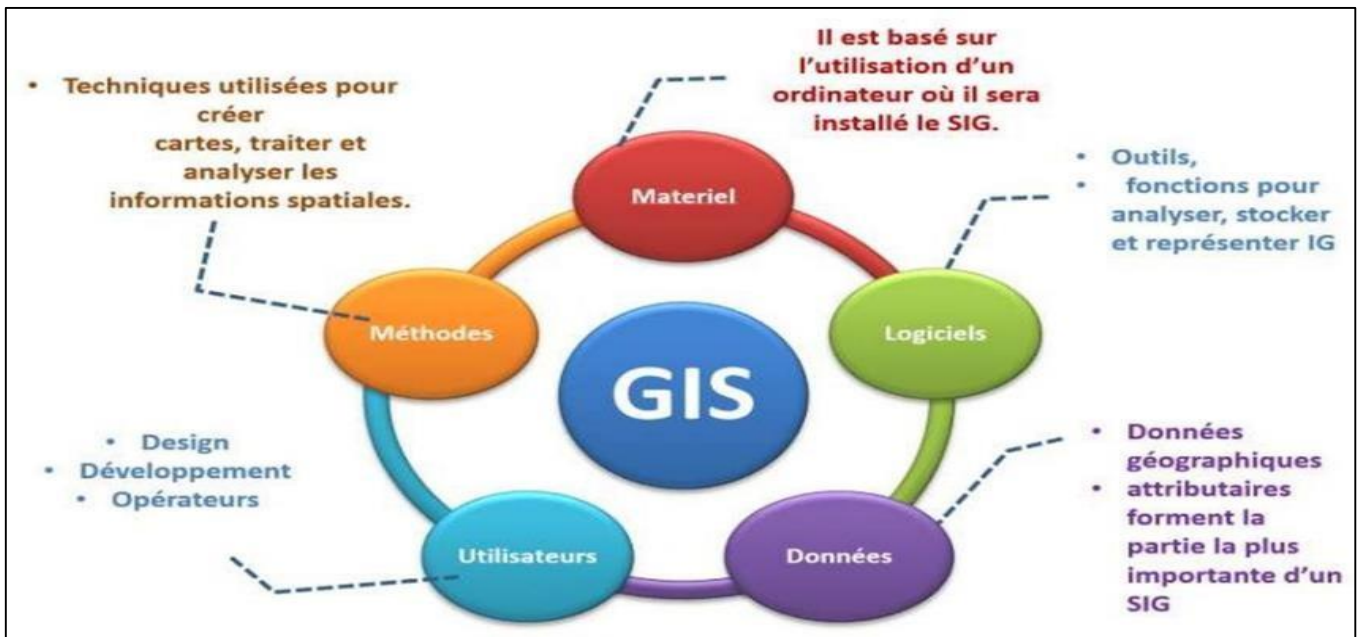 Il est basé sur
l'utilisation d'un
ordinateur où il sera
installé le SIG.
• Techniques utilisées pour
créer
cartes, traiter et
analyser les
informations spatiales.
Materiel
• Outils,
• fonctions pour
analyser, stocker
et représenter IG
Méthodes
Logiciels
GIS
• Design
• Développement
• Opérateurs
• Données
géographiques
• attributaires
forment la
partie la plus
importante d'un
SIG
Utilisateurs
Données